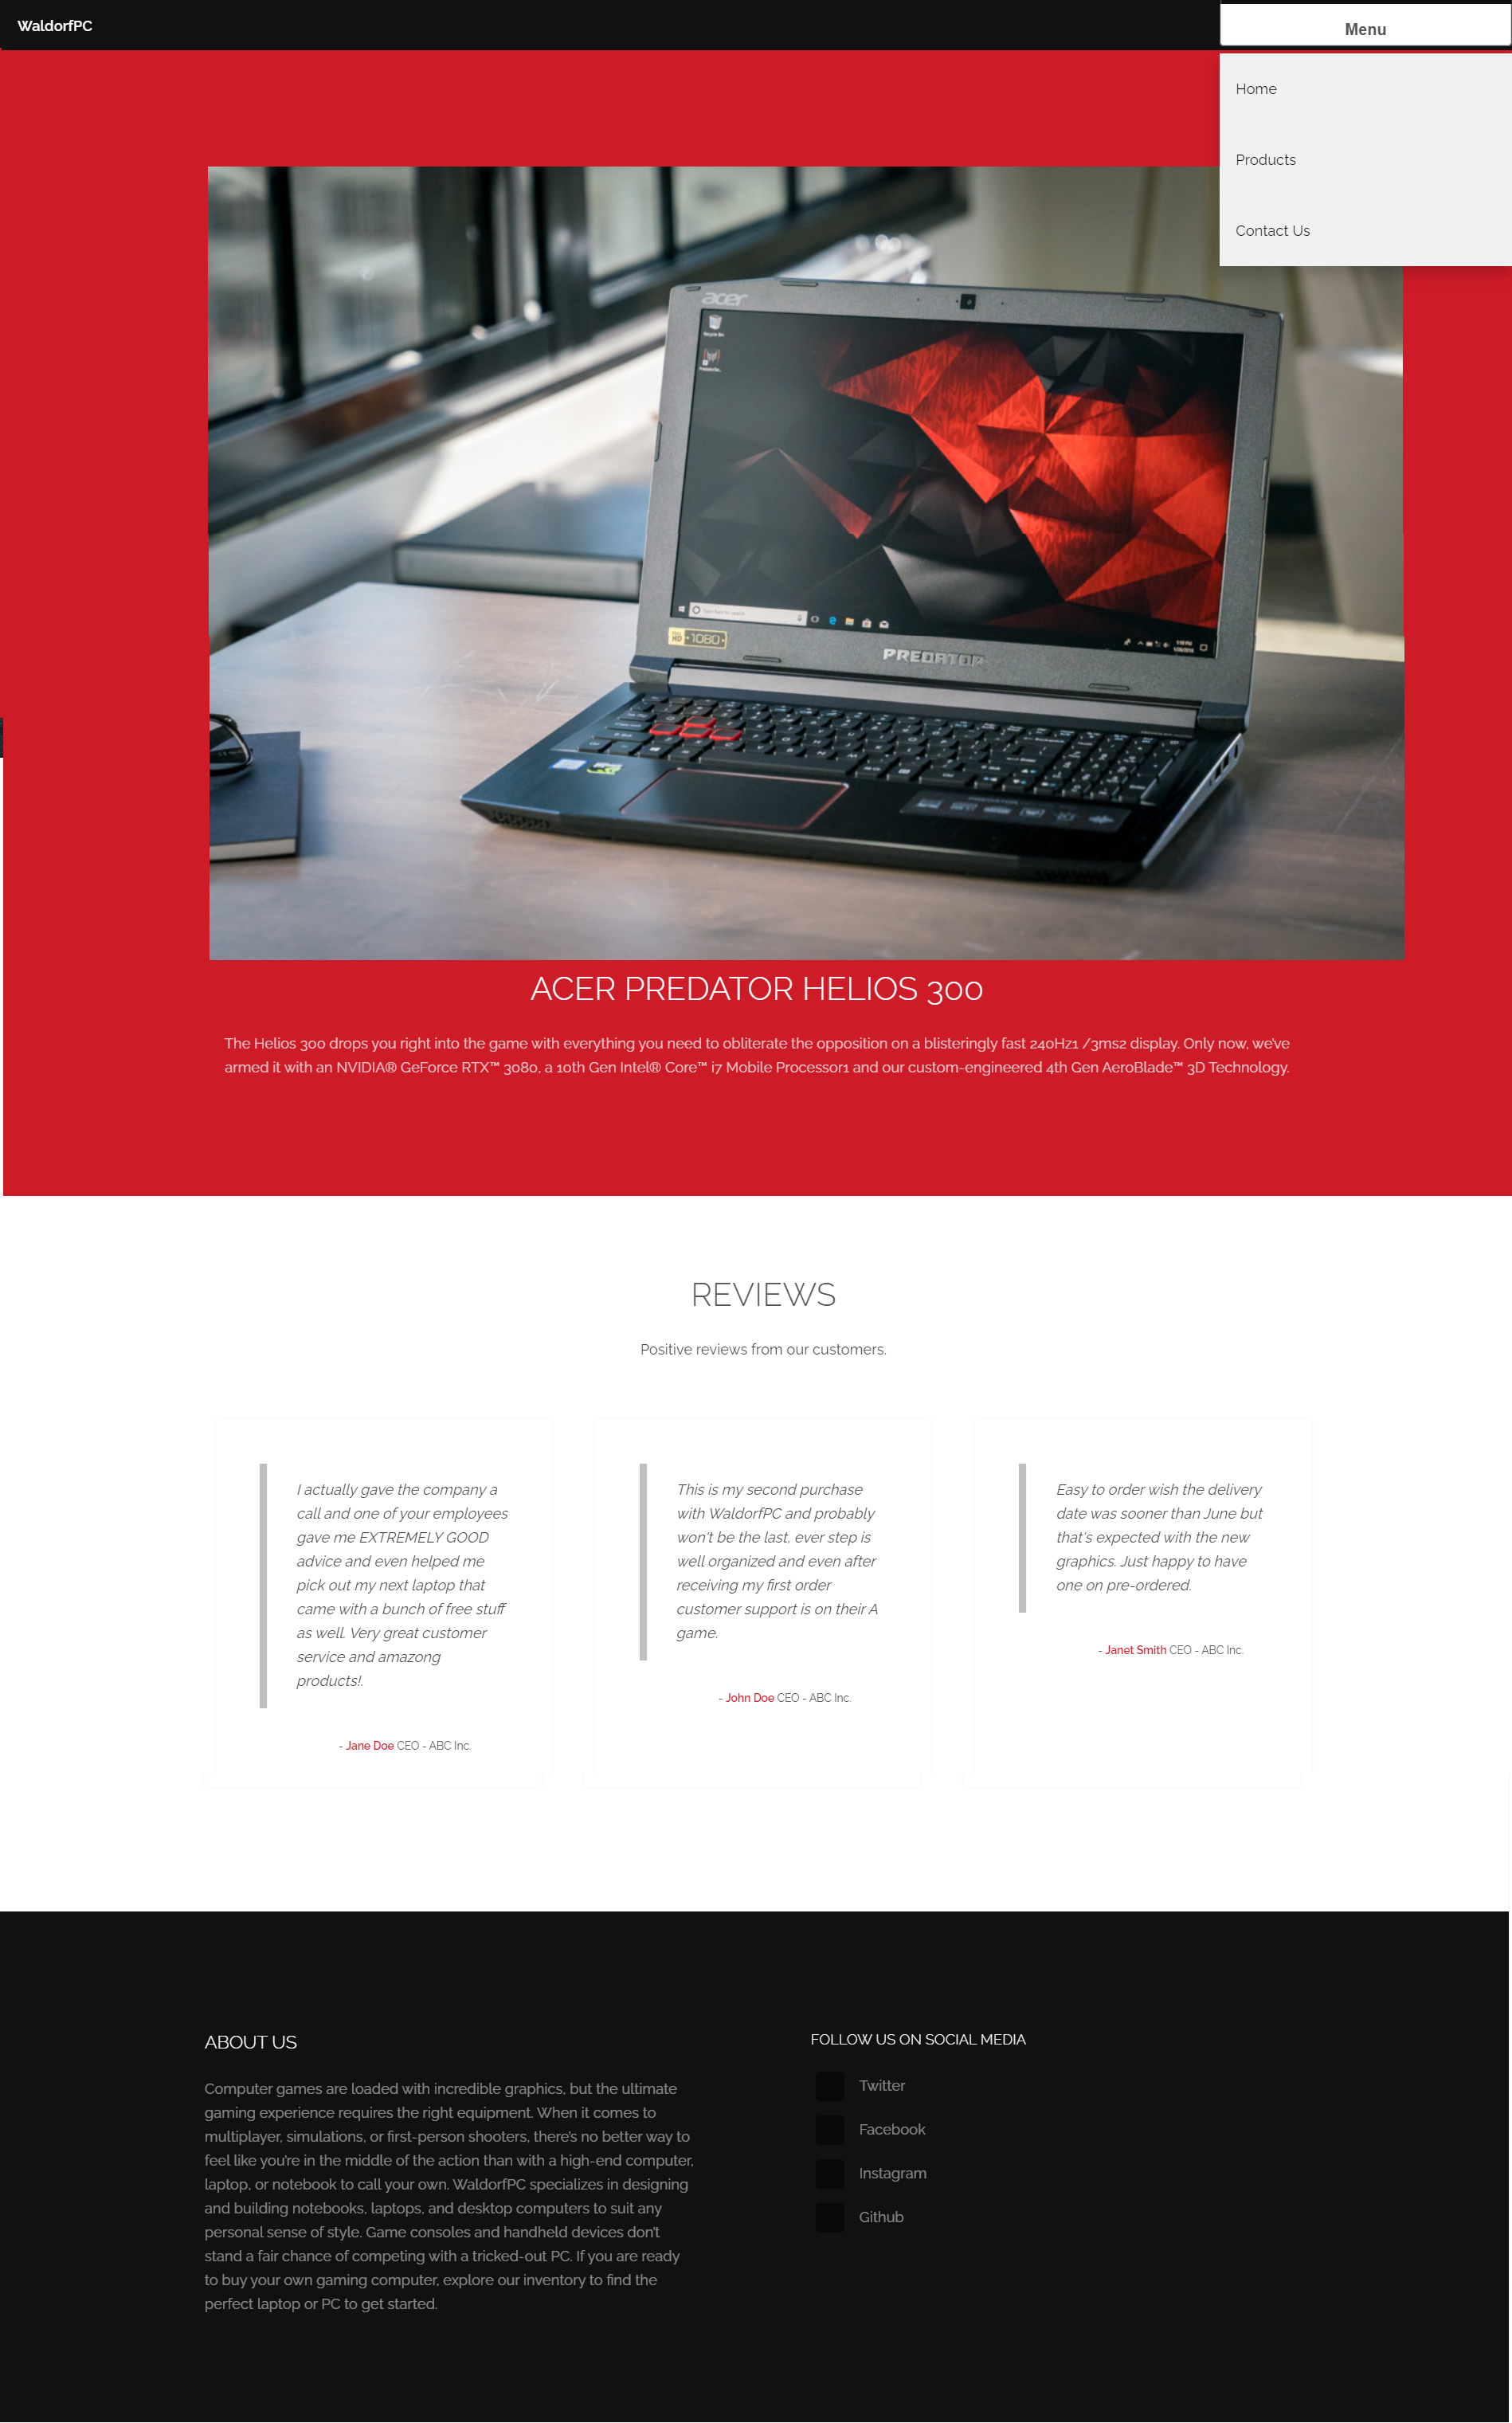 WaldorfPC
Menu
Home
Products
Contact Us
acer
PREDATOR
ACER PREDATOR HELIOS 300
The Helios 300 drops you right into the game with everything you need to obliterate the opposition on a blisteringly fast 240Hz1 /3ms2 display. Only now, we've
armed it with an NVIDIA® GeForce RTX™ 3080, a 10th Gen Intel® Core™ i7 Mobile Processor1 and our custom-engineered 4th Gen AeroBlade™ 3D Technology.
REVIEWS
Positive reviews from our customers.
I actually gave the company a
call and one of your employees
gave me EXTREMELY GOOD
advice and even helped me
pick out my next laptop that
came with a bunch of free stuff
as well. Very great customer
service and amazong
products!.
- Jane Doe CEO - ABC Inc.
This is my second purchase
with WaldorfPC and probably
won't be the last, ever step is
well organized and even after
receiving my first order
customer support is on their A
game.
- John Doe CEO - ABC Inc.
Easy to order wish the delivery
date was sooner than June but
that's expected with the new
graphics. Just happy to have
one on pre-ordered.
- Janet Smith CEO - ABC Inc.
ABOUT US
Computer games are loaded with incredible graphics, but the ultimate
gaming experience requires the right equipment. When it comes to
multiplayer, simulations, or first-person shooters, there's no better way to
feel like you're in the middle of the action than with a high-end computer,
laptop, or notebook to call your own. WaldorfPC specializes in designing
and building notebooks, laptops, and desktop computers to suit any
personal sense of style. Game consoles and handheld devices don't
stand a fair chance of competing with a tricked-out PC. If you are ready
to buy your own gaming computer, explore our inventory to find the
perfect laptop or PC to get started.
FOLLOW US ON SOCIAL MEDIA
Twitter
Facebook
Instagram
Github